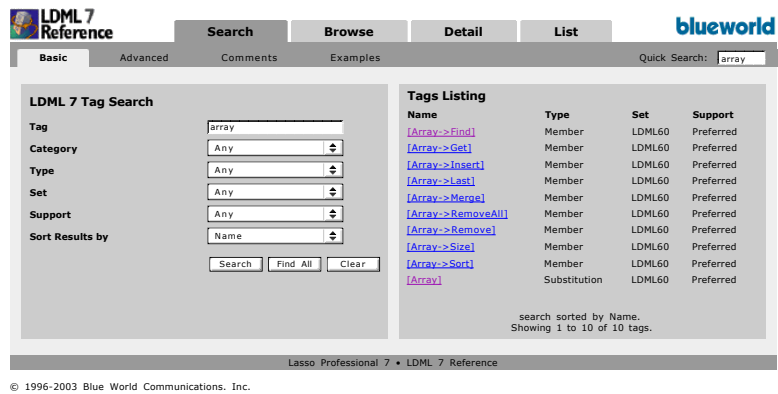 LDML 7
Reference
Search Browse Detail List
blueworld
Basic Advanced Comments Examples
Quick Search: array
LDML 7 Tag Search
Tag array
Category Any
Type Any
Set Any
Support Any
Sort Results by Name
Search Find All Clear
Tags Listing
Name Type Set Support
[Array->Find] Member LDML60 Preferred
[Array->Get] Member LDML60 Preferred
[Array->Insert] Member LDML60 Preferred
[Array->Last] Member LDML60 Preferred
[Array->Merge] Member LDML60 Preferred
[Array->RemoveAll] Member LDML60 Preferred
[Array->Remove] Member LDML60 Preferred
[Array->Size] Member LDML60 Preferred
[Array->Sort] Member LDML60 Preferred
[Array] Substitution LDML60 Preferred
search sorted by Name.
Showing 1 to 10 of 10 tags.
Lasso Professional 7 • LDML 7 Reference
© 1996-2003 Blue World Communications. Inc.